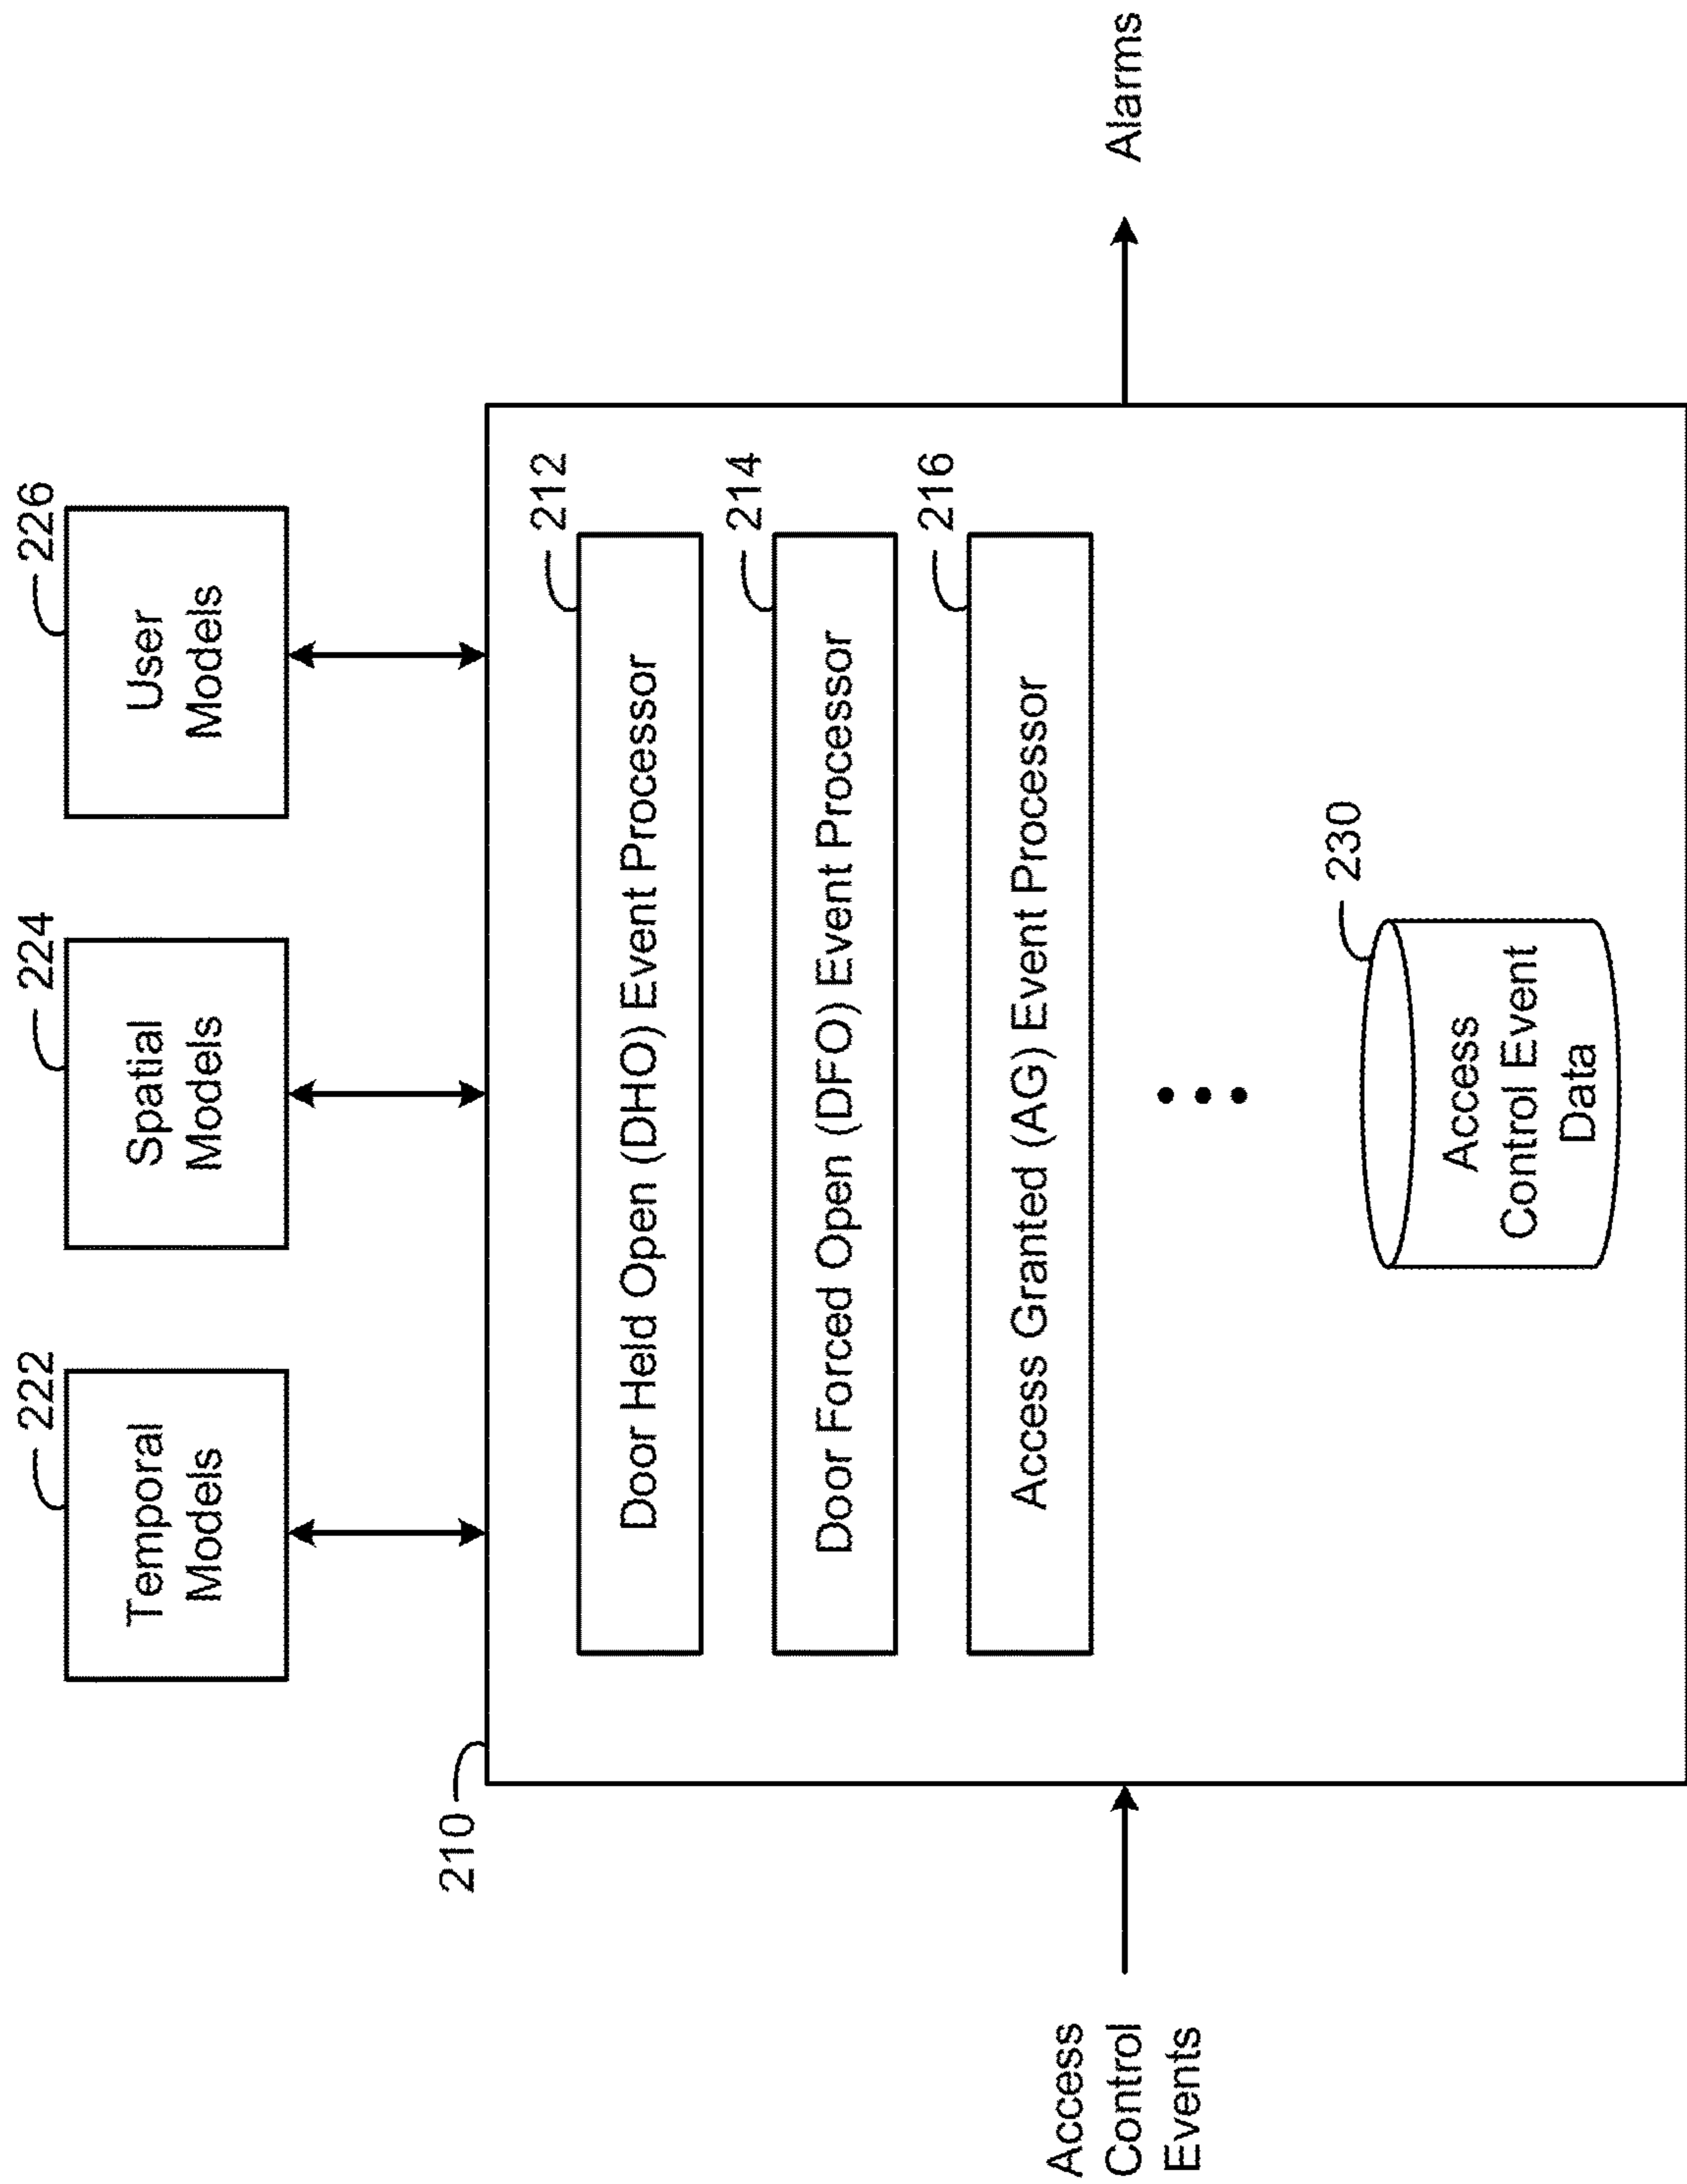 222
Temporal
Models
224
Spatial
Models
226
User
Models
210
212
Door Held Open (DHO) Event Processor
214
Door Forced Open (DFO) Event Processor
216
Access Granted (AG) Event Processor
Access
Control
Events
Alarms
230
Access
Control Event
Data